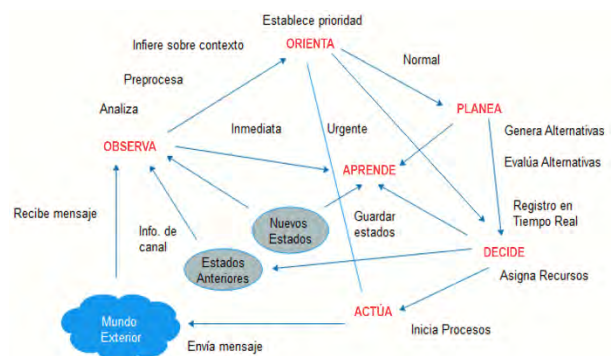 Establece prioridad
Infiere sobre contexto
ORIENTA
Normal
Preprocesa
Analiza
PLANEA
Inmediata
Urgente
Genera Alternativas
OBSERVA
APRENDE
Evalúa Alternativas
Recibe mensaje
Info. de
canal
Nuevos
Estados
Guardar
estados
Registro en
Tiempo Real
Estados
Anteriores
DECIDE
Asigna Recursos
Mundo
Exterior
ACTÚA
Inicia Procesos
Envía mensaje